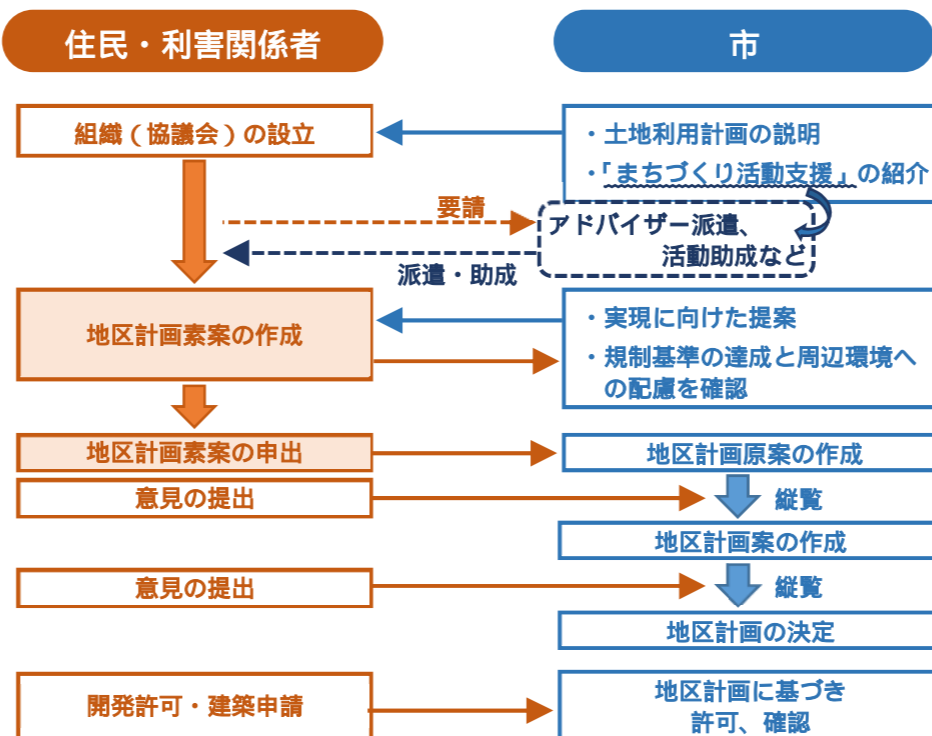 住民・利害関係者
市
組織(協議会)の設立
・土地利用計画の説明
・「まちづくり活動支援」の紹介
要請
アドバイザー派遣、
活動助成など
派遣・助成
地区計画素案の作成
・実現に向けた提案
・規制基準の達成と周辺環境へ
の配慮を確認
地区計画素案の申出
地区計画原案の作成
意見の提出
縦覧
地区計画案の作成
意見の提出
縦覧
地区計画の決定
開発許可・建築申請
地区計画に基づき
許可、確認